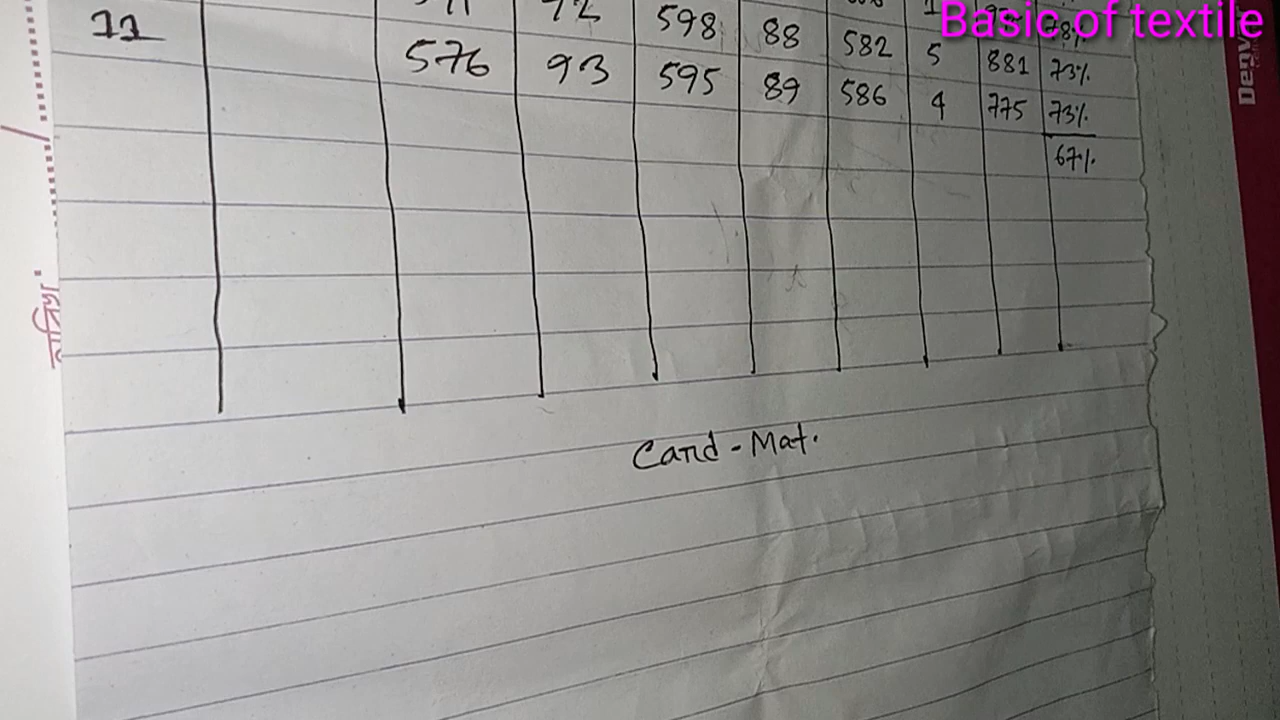 Basic of textile
11 598 88 582 5 881 73%
576 93 595 89 586 4 775 73%
67%
Card-Mat.
Denv